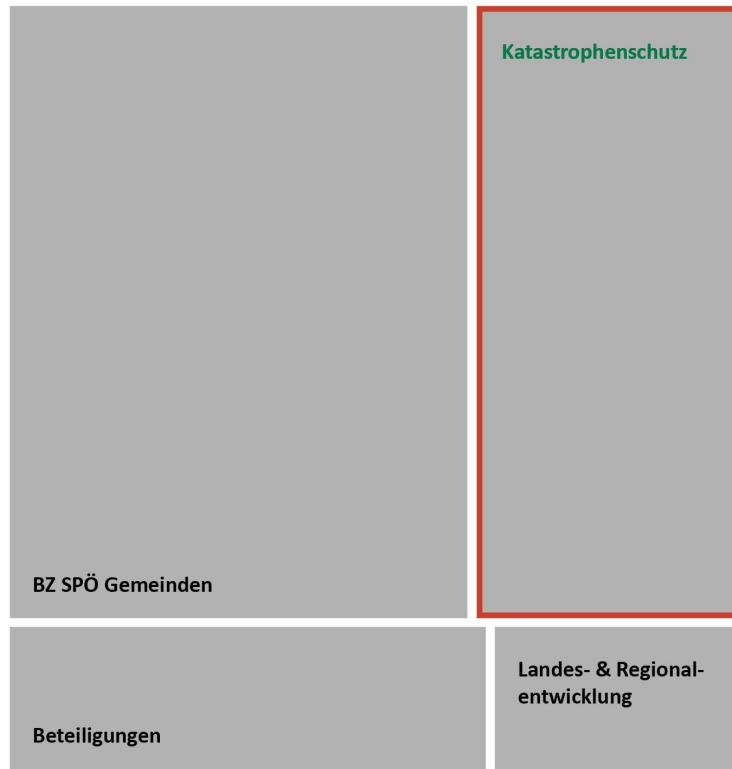 Katastrophenschutz
BZ SPÖ Gemeinden
Landes- & Regional-
entwicklung
Beteiligungen